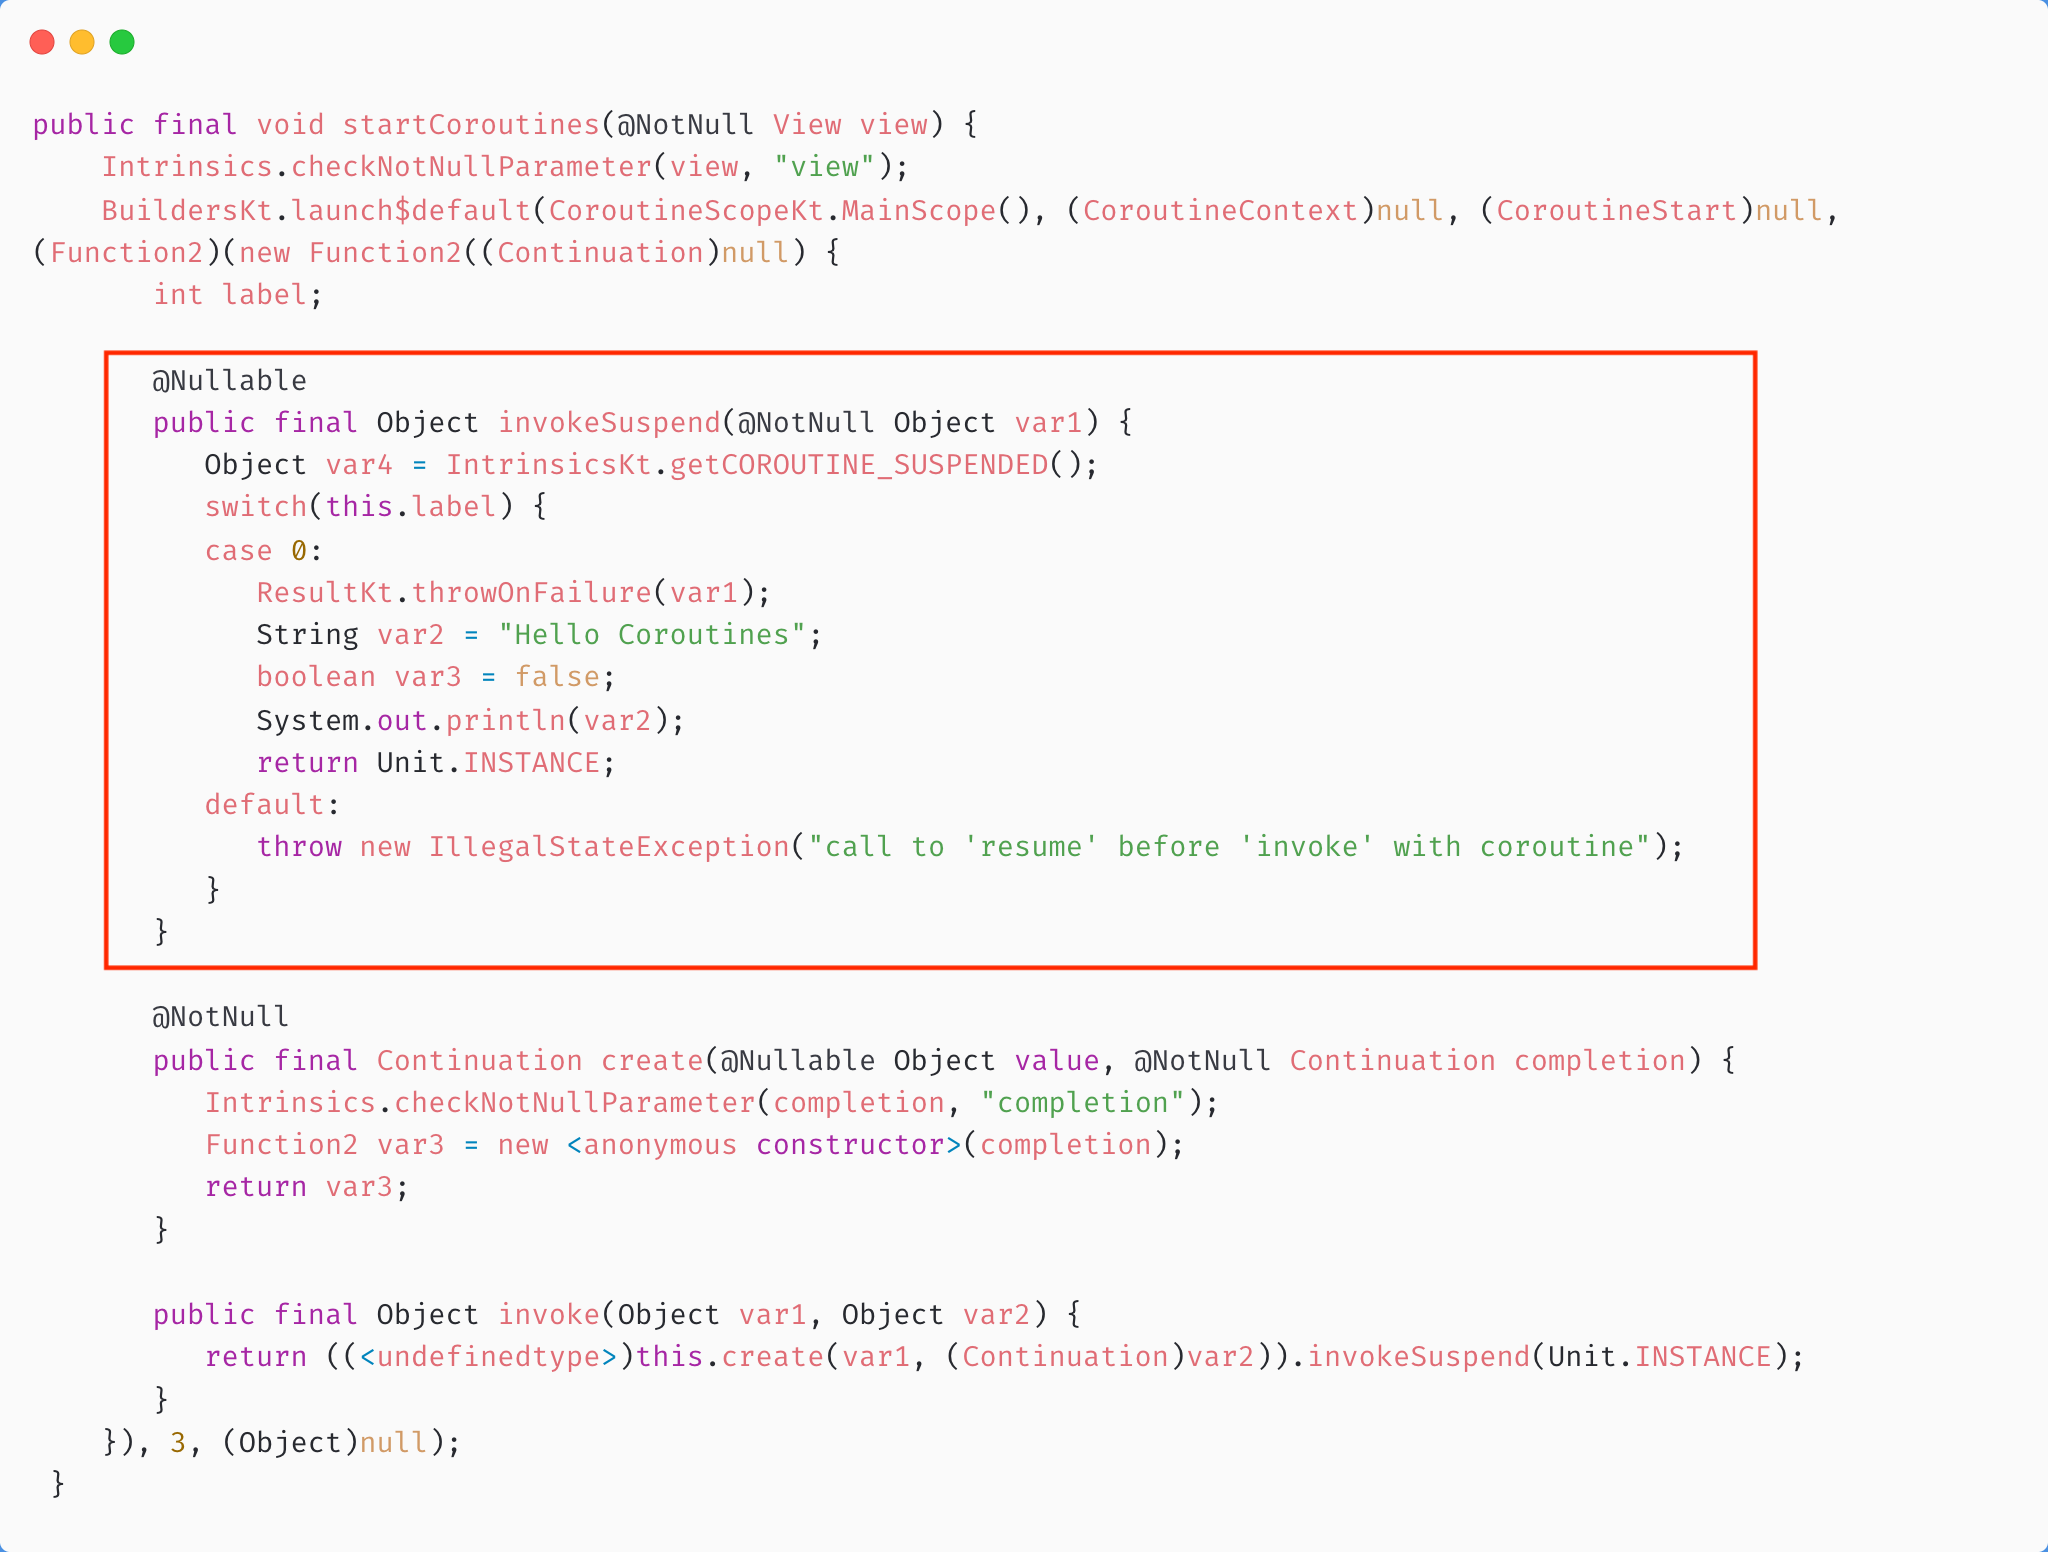 public final void startCoroutines(@NotNull View view) {
    Intrinsics.checkNotNullParameter(view, "view");
    BuildersKt.launch$default(CoroutineScopeKt.MainScope(), (CoroutineContext)null, (CoroutineStart)null,
(Function2)(new Function2((Continuation)null) {
       int label;

       @Nullable
       public final Object invokeSuspend(@NotNull Object var1) {
          Object var4 = IntrinsicsKt.getCOROUTINE_SUSPENDED();
          switch(this.label) {
          case 0:
             ResultKt.throwOnFailure(var1);
             String var2 = "Hello Coroutines";
             boolean var3 = false;
             System.out.println(var2);
             return Unit.INSTANCE;
          default:
             throw new IllegalStateException("call to 'resume' before 'invoke' with coroutine");
          }
       }

       @NotNull
       public final Continuation create(@Nullable Object value, @NotNull Continuation completion) {
          Intrinsics.checkNotNullParameter(completion, "completion");
          Function2 var3 = new <anonymous constructor>(completion);
          return var3;
       }

       public final Object invoke(Object var1, Object var2) {
          return ((<undefinedtype>)this.create(var1, (Continuation)var2)).invokeSuspend(Unit.INSTANCE);
       }
    }), 3, (Object)null);
 }